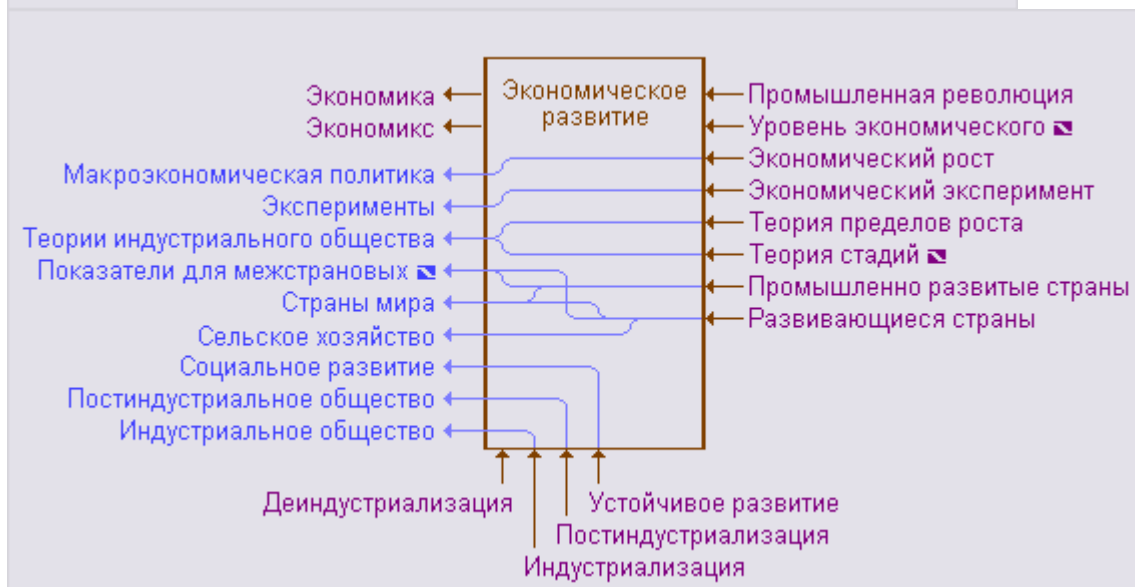 Экономическое
развитие
Экономика
Экономикс
Макроэкономическая политика
Эксперименты
Теории индустриального общества
Показатели для межстрановых
Страны мира
Сельское хозяйство
Социальное развитие
Постиндустриальное общество
Индустриальное общество
Промышленная революция
Уровень экономического
Экономический рост
Экономический эксперимент
Теория пределов роста
Теория стадий
Промышленно развитые страны
Развивающиеся страны
Деиндустриализация
Устойчивое развитие
Постиндустриализация
Индустриализация